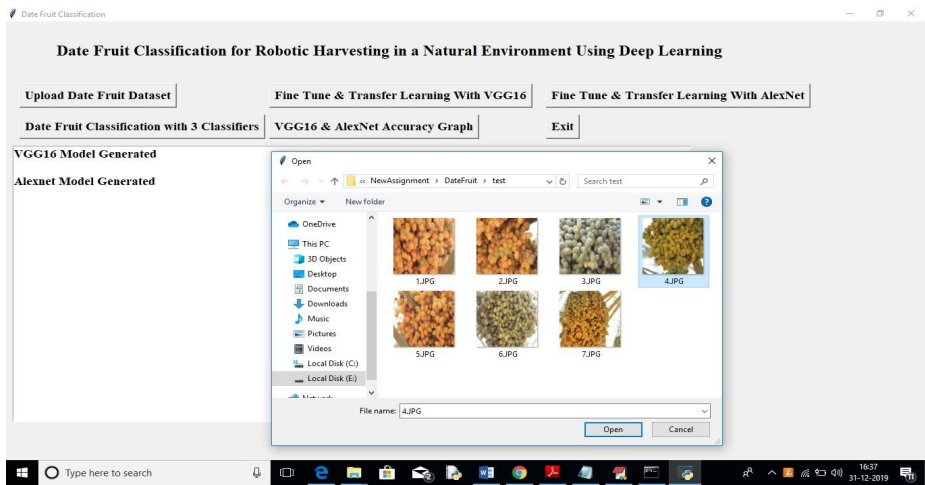 Date Fruit Classification
Date Fruit Classification for Robotic Harvesting in a Natural Environment Using Deep Learning
Upload Date Fruit Dataset
Fine Tune & Transfer Learning With VGG16
Fine Tune & Transfer Learning With AlexNet
Date Fruit Classification with 3 Classifiers
VGG16 & AlexNet Accuracy Graph
Exit
VGG16 Model Generated
Alexnet Model Generated
Open
« NewAssignment › DateFruit › test
Search test
Organize
New folder
OneDrive
This PC
3D Objects
Desktop
Documents
Downloads
Music
Pictures
Videos
Local Disk (C:)
Local Disk (E:)
1.JPG
2.JPG
3.JPG
4.JPG
5.JPG
6.JPG
7.JPG
File name:
4.JPG
Open
Cancel
Type here to search
16:37
31-12-2019